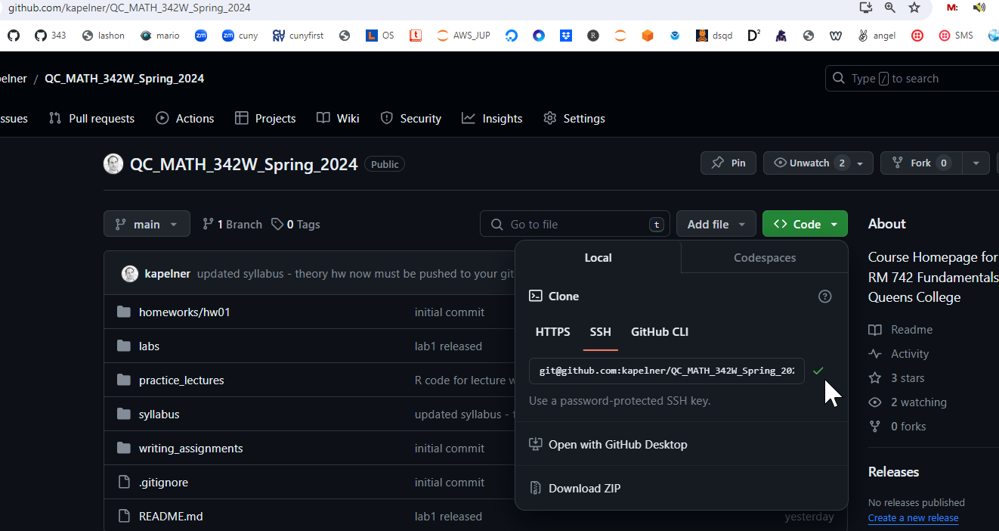 github.com/kapelner/QC_MATH_342W_Spring_2024
M:
343 lashon mario zm zm cuny CUNY cunyfirst L OS t AWS_JUP R dsqd D² W angel SMS
pelner / QC_MATH_342W_Spring_2024
Type / to search
ssues Pull requests Actions Projects Wiki Security Insights Settings
QC_MATH_342W_Spring_2024 Public
Pin Unwatch 2 Fork 0
main 1 Branch 0 Tags
Go to file t Add file <> Code
About
Local Codespaces
Course Homepage for
RM 742 Fundamentals
Queens College
kapelner updated syllabus - theory hw now must be pushed to your git
Clone
homeworks/hw01 initial commit
HTTPS SSH GitHub CLI
Readme
labs lab1 released
Activity
git@github.com:kapelner/QC_MATH_342W_Spring_202
practice_lectures R code for lecture w
3 stars
Use a password-protected SSH key.
2 watching
syllabus updated syllabus -
0 forks
Open with GitHub Desktop
writing_assignments initial commit
Releases
.gitignore initial commit
Download ZIP
No releases published
README.md lab1 released yesterday
Create a new release